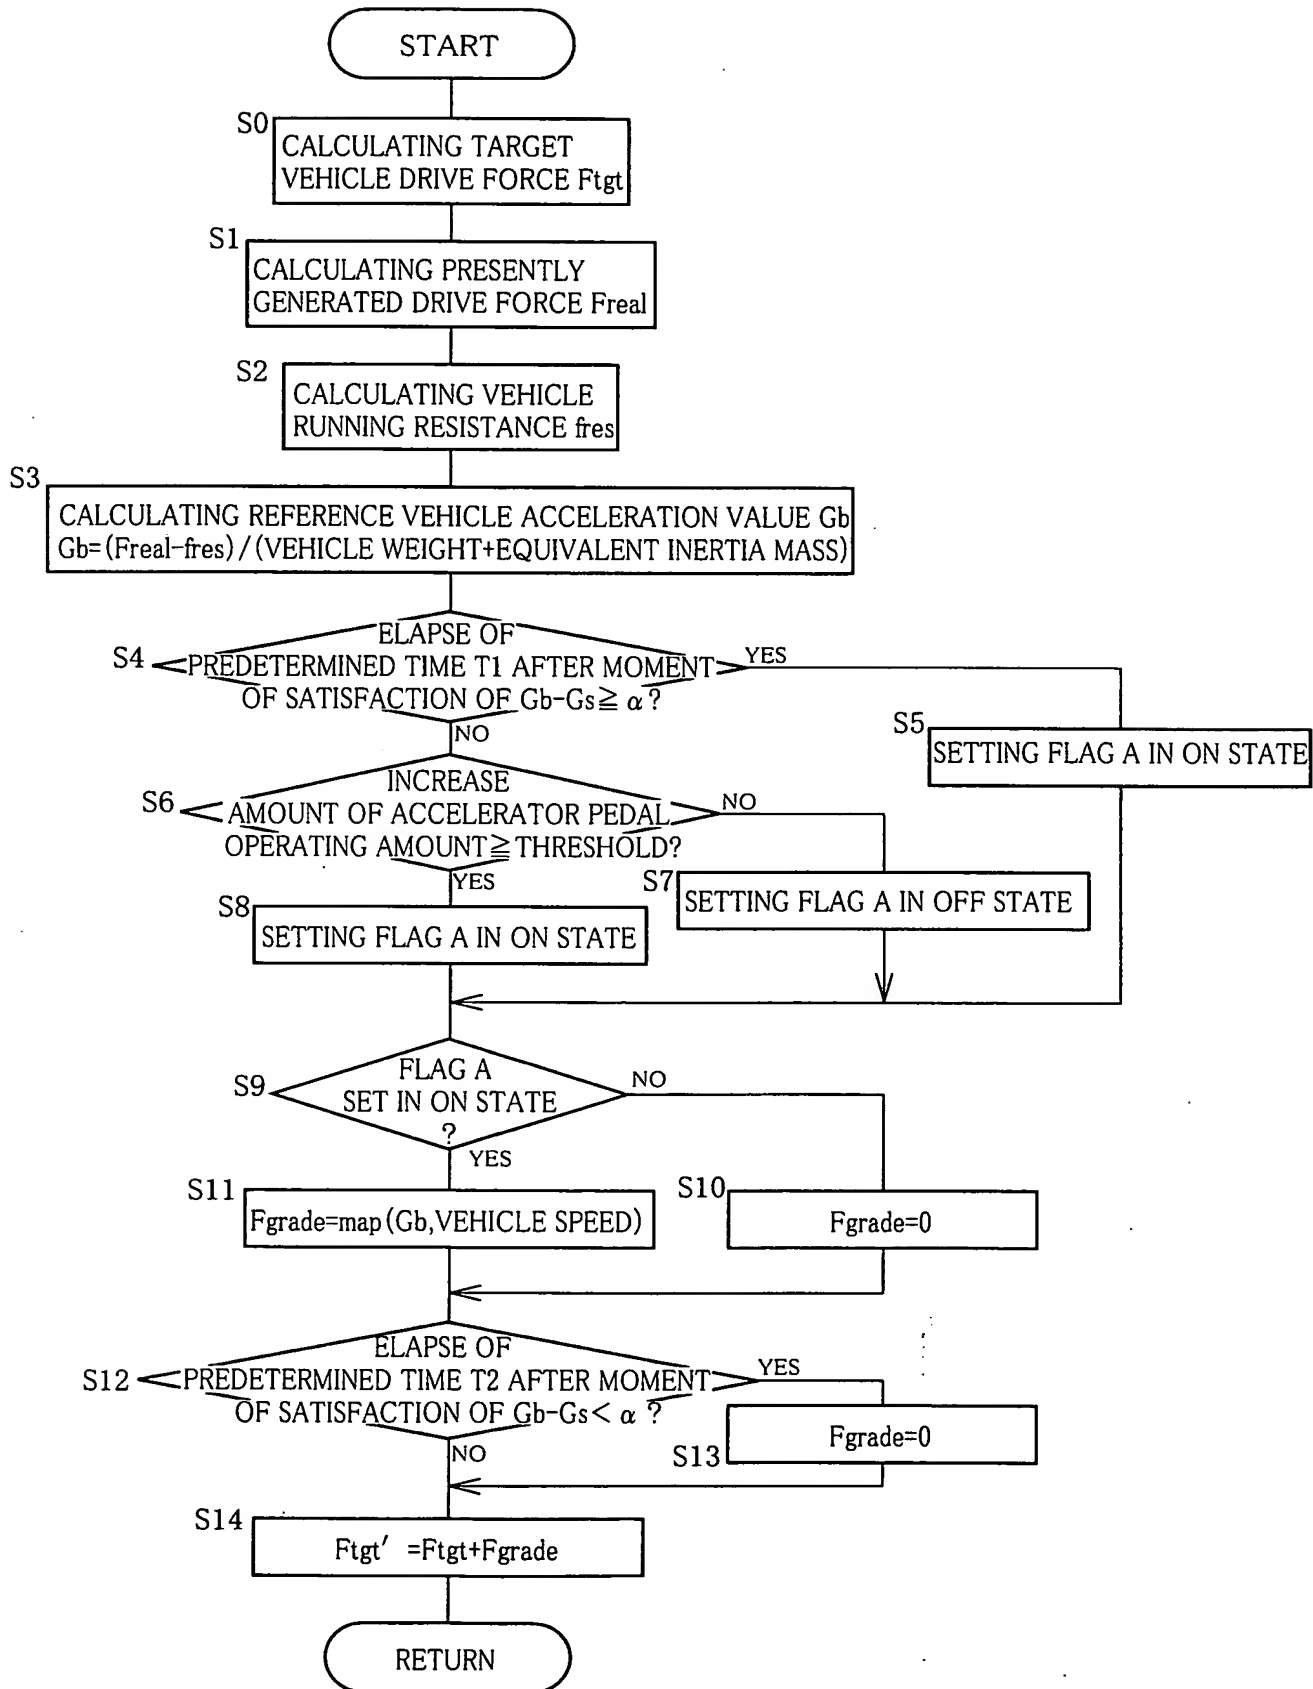 START
S0
CALCULATING TARGET
VEHICLE DRIVE FORCE Ftgt
S1
CALCULATING PRESENTLY
GENERATED DRIVE FORCE Freal
S2
CALCULATING VEHICLE
RUNNING RESISTANCE fres
S3
CALCULATING REFERENCE VEHICLE ACCELERATION VALUE Gb
Gb=(Freal-fres)/(VEHICLE WEIGHT+EQUIVALENT INERTIA MASS)
S4
ELAPSE OF
PREDETERMINED TIME T1 AFTER MOMENT
OF SATISFACTION OF Gb-Gs≧ α?
YES
NO
S5
SETTING FLAG A IN ON STATE
S6
INCREASE
AMOUNT OF ACCELERATOR PEDAL
OPERATING AMOUNT≧THRESHOLD?
NO
YES
S7
SETTING FLAG A IN OFF STATE
S8
SETTING FLAG A IN ON STATE
S9
FLAG A
SET IN ON STATE
?
NO
YES
S11
Fgrade=map(Gb,VEHICLE SPEED)
S10
Fgrade=0
S12
ELAPSE OF
PREDETERMINED TIME T2 AFTER MOMENT
OF SATISFACTION OF Gb-Gs< α ?
YES
NO
S13
Fgrade=0
S14
Ftgt' =Ftgt+Fgrade
RETURN